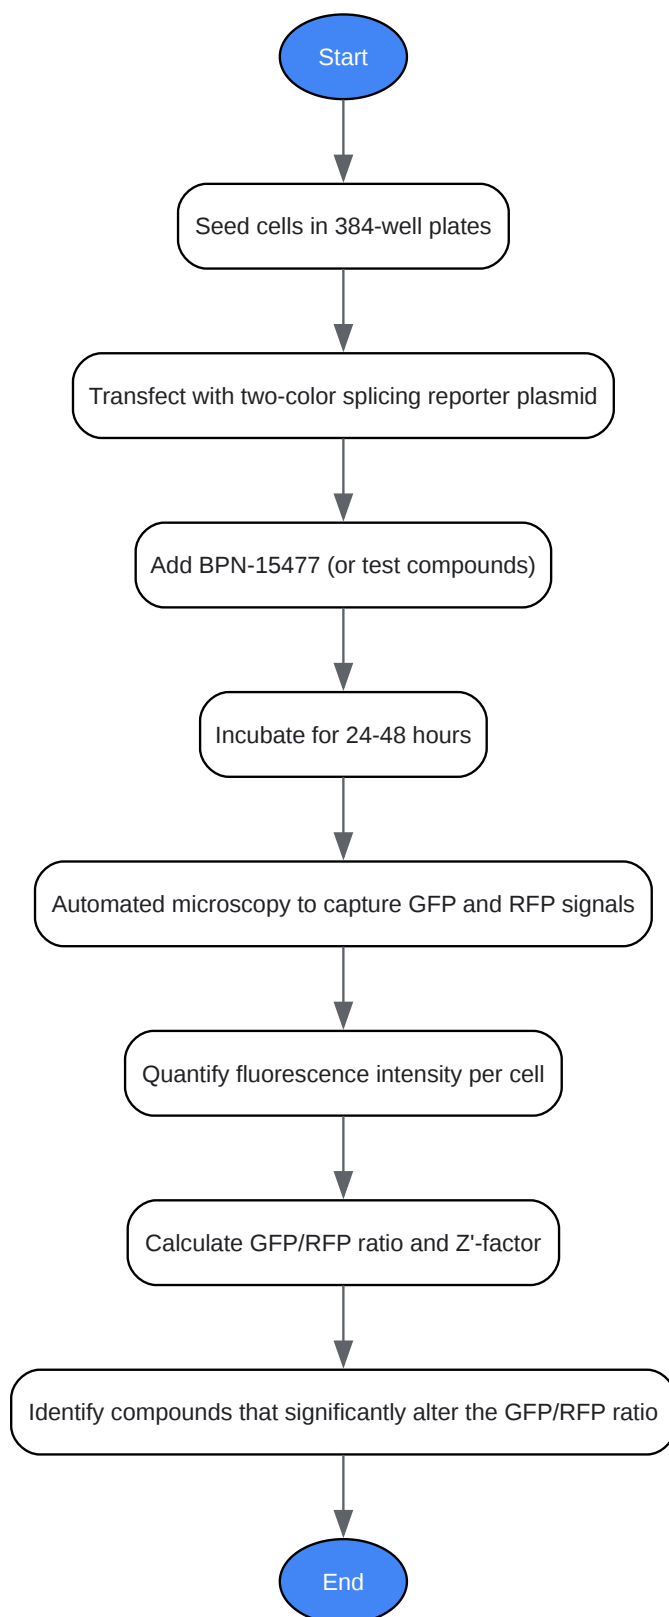 Start
Seed cells in 384-well plates
Transfect with two-color splicing reporter plasmid
Add BPN-15477 (or test compounds)
Incubate for 24-48 hours
Automated microscopy to capture GFP and RFP signals
Quantify fluorescence intensity per cell
Calculate GFP/RFP ratio and Z'-factor
Identify compounds that significantly alter the GFP/RFP ratio
End